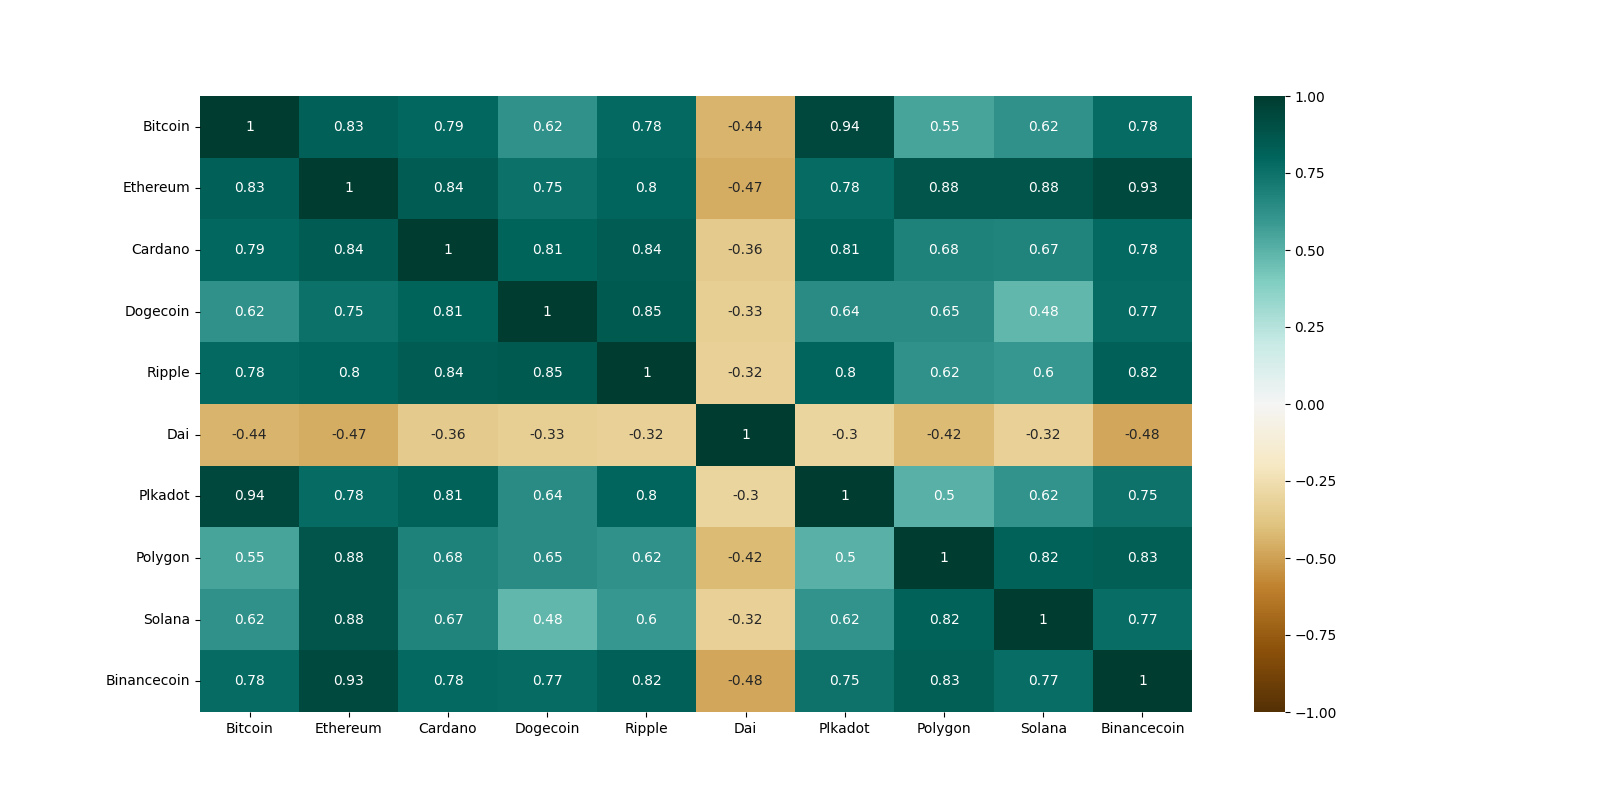 Bitcoin 1 0.83 0.79 0.62 0.78 -0.44 0.94 0.55 0.62 0.78
Ethereum 0.83 1 0.84 0.75 0.8 -0.47 0.78 0.88 0.88 0.93
Cardano 0.79 0.84 1 0.81 0.84 -0.36 0.81 0.68 0.67 0.78
Dogecoin 0.62 0.75 0.81 1 0.85 -0.33 0.64 0.65 0.48 0.77
Ripple 0.78 0.8 0.84 0.85 1 -0.32 0.8 0.62 0.6 0.82
Dai -0.44 -0.47 -0.36 -0.33 -0.32 1 -0.3 -0.42 -0.32 -0.48
Plkadot 0.94 0.78 0.81 0.64 0.8 -0.3 1 0.5 0.62 0.75
Polygon 0.55 0.88 0.68 0.65 0.62 -0.42 0.5 1 0.82 0.83
Solana 0.62 0.88 0.67 0.48 0.6 -0.32 0.62 0.82 1 0.77
Binancecoin 0.78 0.93 0.78 0.77 0.82 -0.48 0.75 0.83 0.77 1
Bitcoin Ethereum Cardano Dogecoin Ripple Dai Plkadot Polygon Solana Binancecoin
1.00
0.75
0.50
0.25
0.00
−0.25
−0.50
−0.75
−1.00